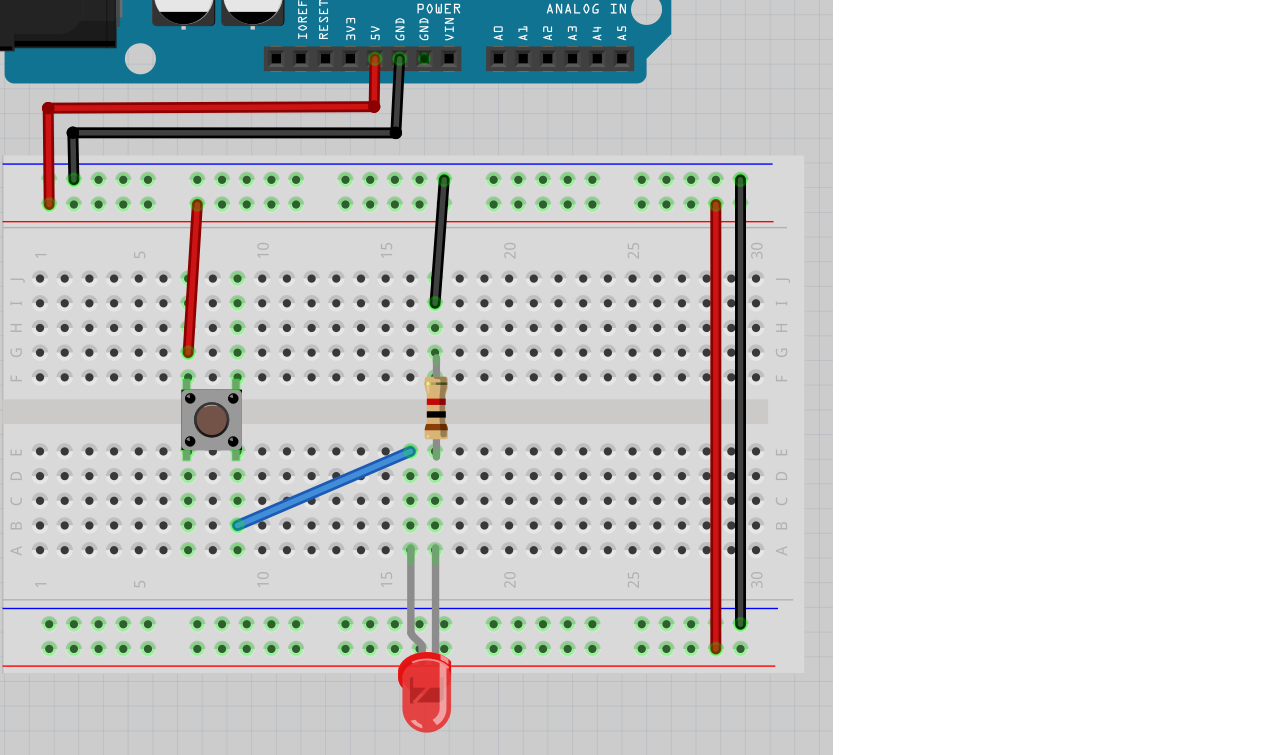 POWER
ANALOG IN
IOREF
RESET
3V3
5V
GND
GND
VIN
A0
A1
A2
A3
A4
A5
1 5 10 15 20 25 30
J J
I I
H H
G G
F F
E E
D D
C C
B B
A A
1 5 10 15 20 25 30